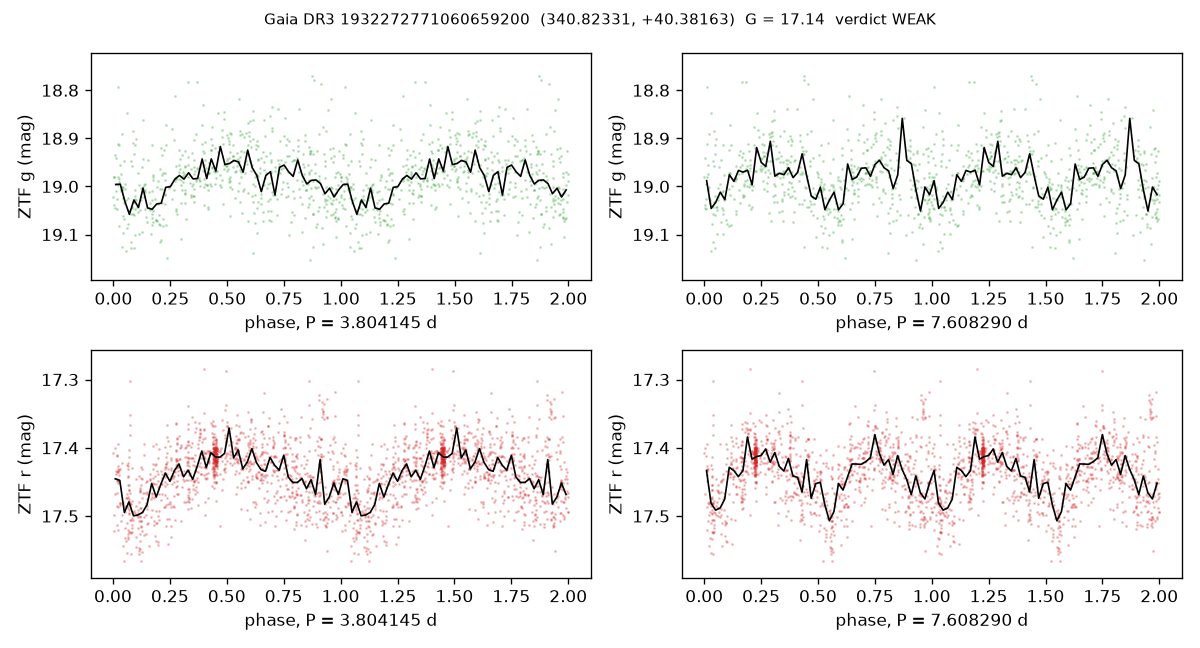 Gaia DR3 1932272771060659200  (340.82331, +40.38163)  G = 17.14  verdict WEAK
ZTF g (mag)
18.8
18.9
19.0
19.1
0.00 0.25 0.50 0.75 1.00 1.25 1.50 1.75 2.00
phase, P = 3.804145 d
ZTF g (mag)
18.8
18.9
19.0
19.1
0.00 0.25 0.50 0.75 1.00 1.25 1.50 1.75 2.00
phase, P = 7.608290 d
ZTF r (mag)
17.3
17.4
17.5
0.00 0.25 0.50 0.75 1.00 1.25 1.50 1.75 2.00
phase, P = 3.804145 d
ZTF r (mag)
17.3
17.4
17.5
0.00 0.25 0.50 0.75 1.00 1.25 1.50 1.75 2.00
phase, P = 7.608290 d